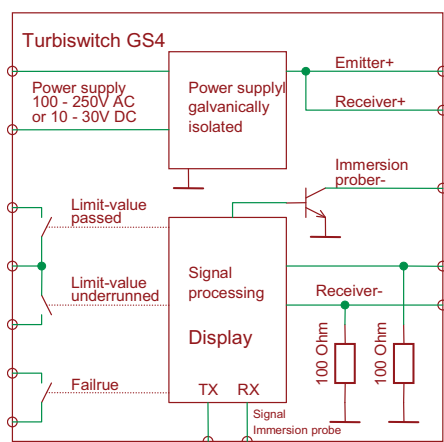 Turbiswitch GS4
Power supply
100 - 250V AC
or 10 - 30V DC
Power supplyl
galvanically
isolated
Emitter+
Receiver+
Immersion
prober-
Limit-value
passed
Limit-value
underrunned
Signal
processing
Display
Receiver-
100 Ohm
100 Ohm
Failrue
TX RX
Signal
Immersion probe